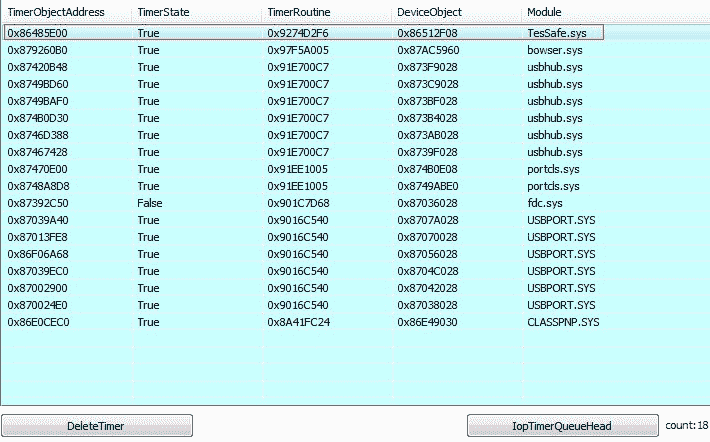 TimerObjectAddress TimerState TimerRoutine DeviceObject Module
0x86485E00 True 0x9274D2F6 0x86512F08 TesSafe.sys
0x879260B0 True 0x97F5A005 0x87AC5960 bowser.sys
0x87420B48 True 0x91E700C7 0x873F9028 usbhub.sys
0x8749BD60 True 0x91E700C7 0x873C9028 usbhub.sys
0x8749BAF0 True 0x91E700C7 0x873BF028 usbhub.sys
0x874B0D30 True 0x91E700C7 0x873B4028 usbhub.sys
0x8746D388 True 0x91E700C7 0x873AB028 usbhub.sys
0x87467428 True 0x91E700C7 0x8739F028 usbhub.sys
0x87470E00 True 0x91EE1005 0x874B0E08 portcls.sys
0x8748A8D8 True 0x91EE1005 0x8749ABE0 portcls.sys
0x87392C50 False 0x901C7D68 0x87036028 fdc.sys
0x87039A40 True 0x9016C540 0x8707A028 USBPORT.SYS
0x87013FE8 True 0x9016C540 0x87070028 USBPORT.SYS
0x86F06A68 True 0x9016C540 0x87056028 USBPORT.SYS
0x87039EC0 True 0x9016C540 0x8704C028 USBPORT.SYS
0x87002900 True 0x9016C540 0x87042028 USBPORT.SYS
0x870024E0 True 0x9016C540 0x87038028 USBPORT.SYS
0x86E0CEC0 True 0x8A41FC24 0x86E49030 CLASSPNP.SYS
DeleteTimer IopTimerQueueHead count:18